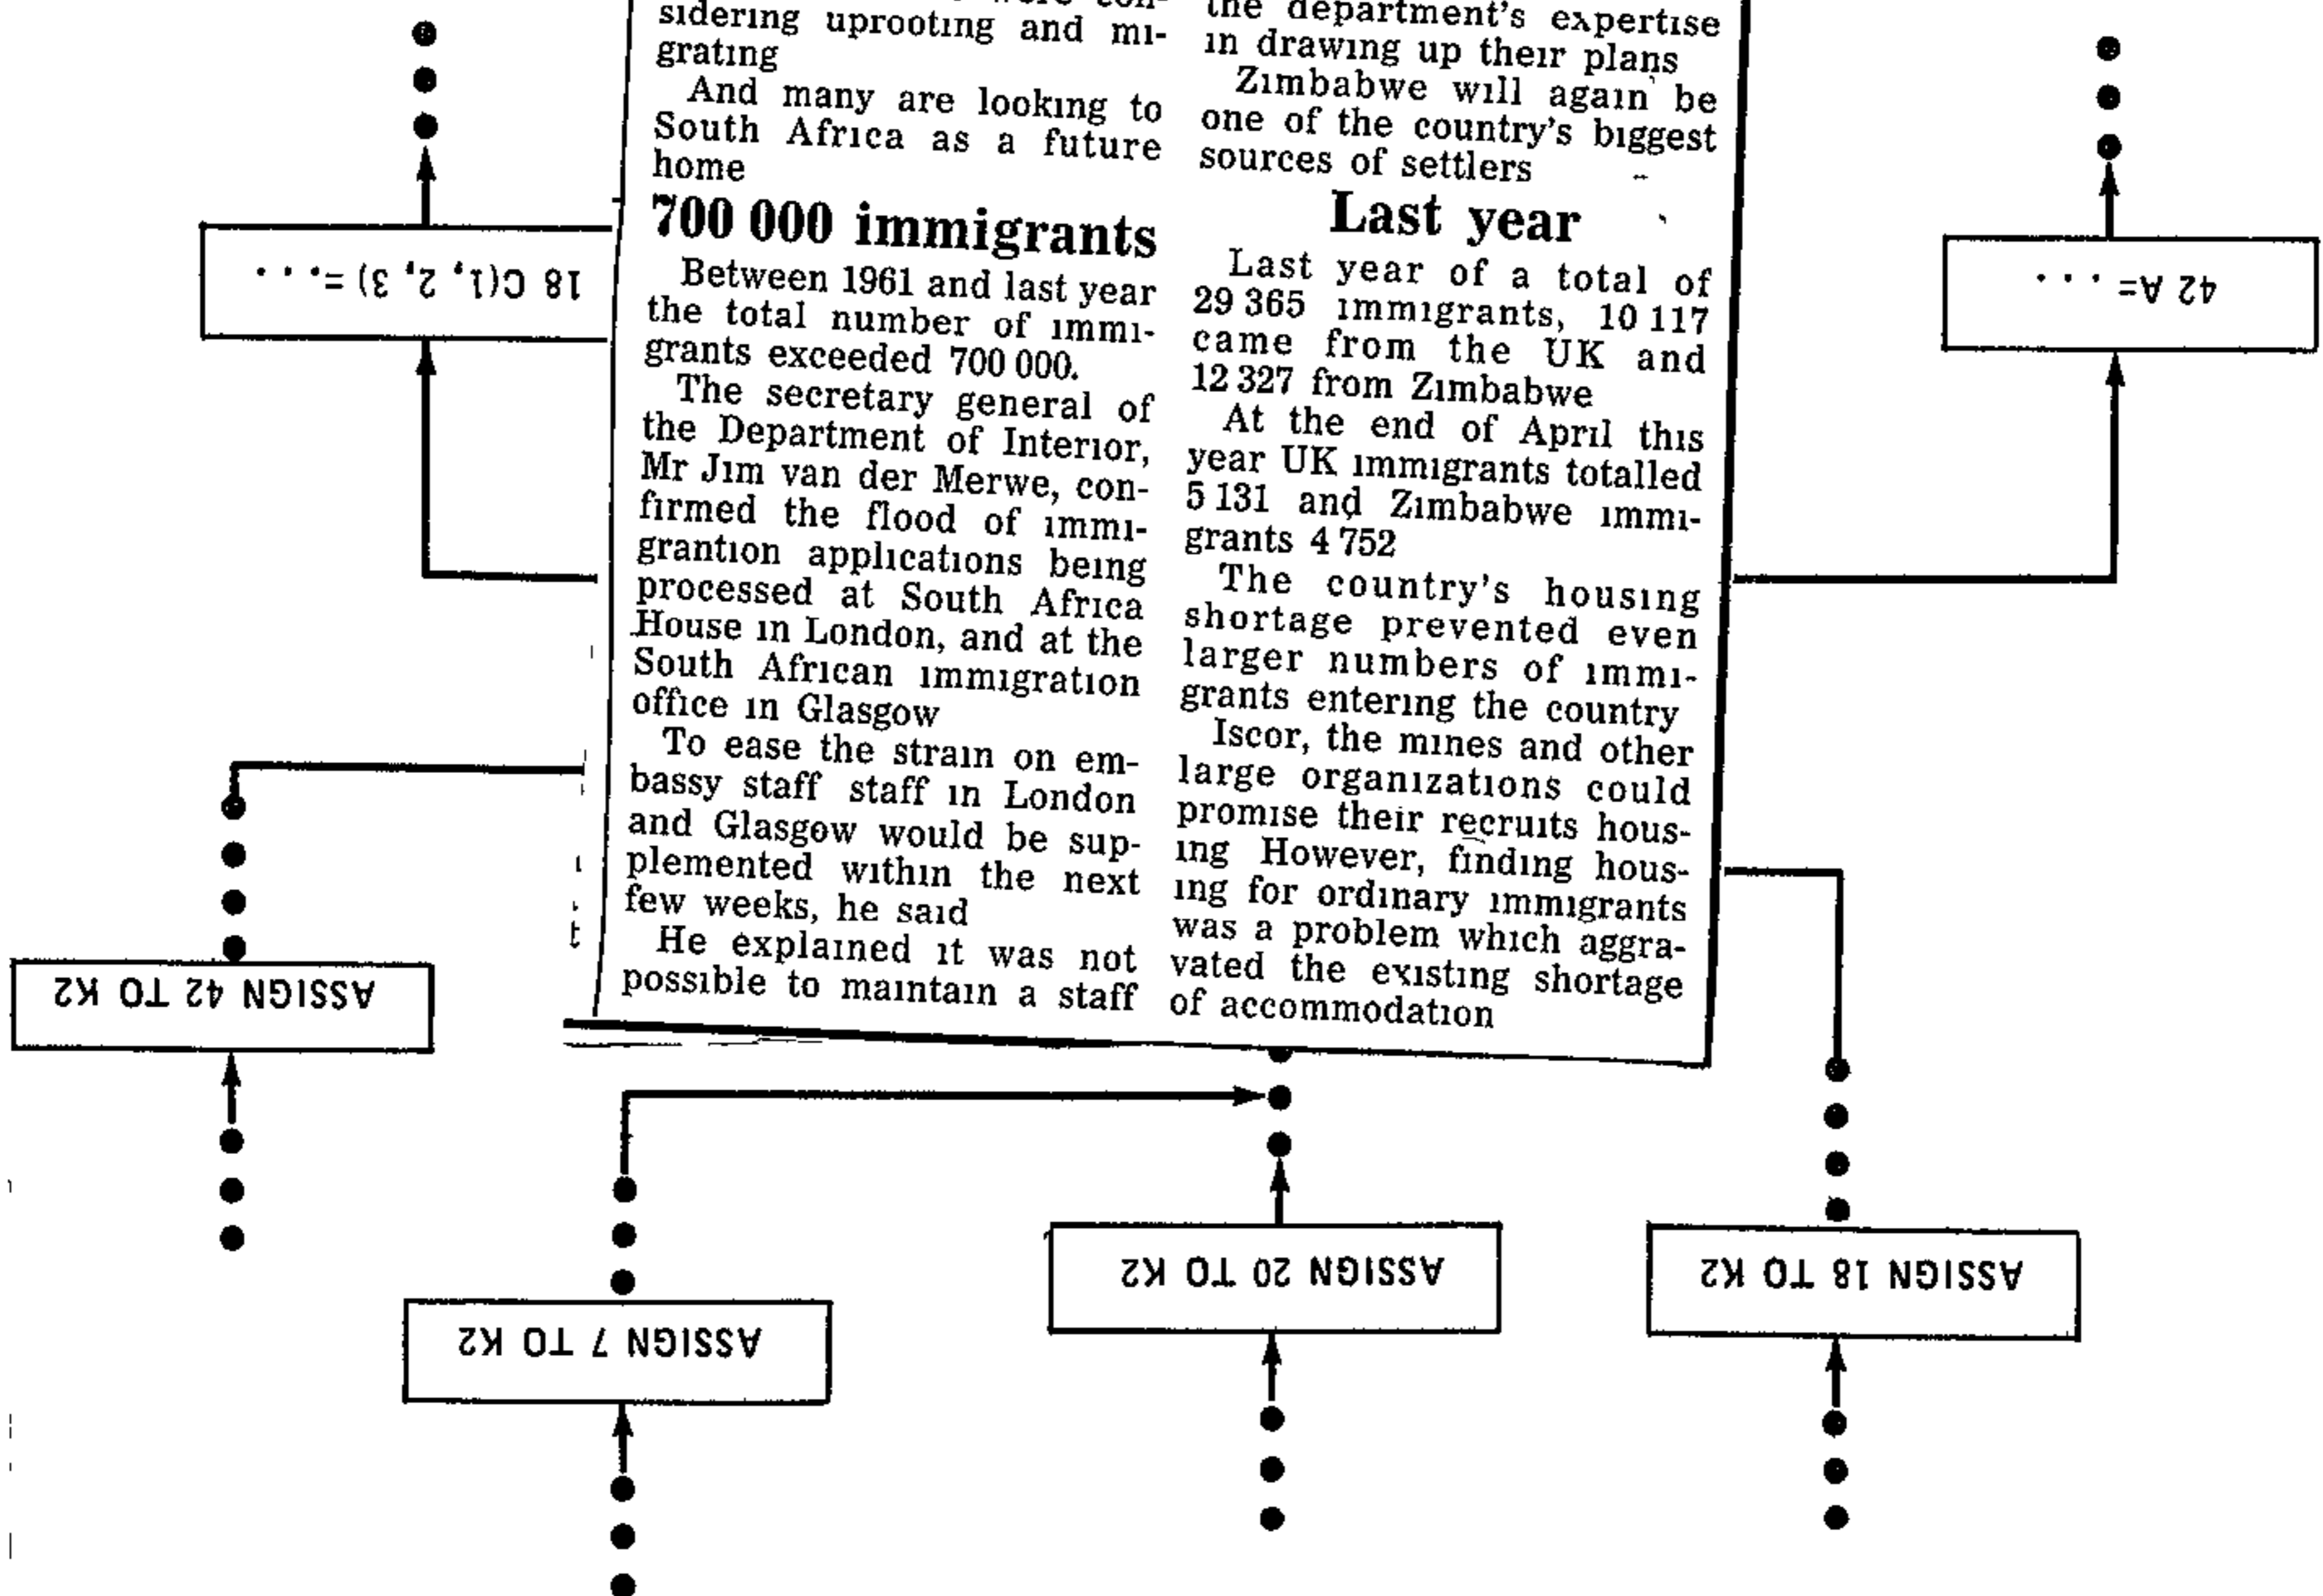 sidering uprooting and mi-
grating
And many are looking to
South Africa as a future
home
700 000 immigrants
Between 1961 and last year
the total number of immi-
grants exceeded 700 000.
The secretary general of
the Department of Interior,
Mr Jim van der Merwe, con-
firmed the flood of immi-
grantion applications being
processed at South Africa
House in London, and at the
South African immigration
office in Glasgow
To ease the strain on em-
bassy staff staff in London
and Glasgow would be sup-
plemented within the next
few weeks, he said
He explained it was not
possible to maintain a staff
the department's expertise
in drawing up their plans
Zimbabwe will again be
one of the country's biggest
sources of settlers
Last year
Last year of a total of
29 365 immigrants, 10 117
came from the UK and
12 327 from Zimbabwe
At the end of April this
year UK immigrants totalled
5 131 and Zimbabwe immi-
grants 4 752
The country's housing
shortage prevented even
larger numbers of immi-
grants entering the country
Iscor, the mines and other
large organizations could
promise their recruits hous-
ing However, finding hous-
ing for ordinary immigrants
was a problem which aggra-
vated the existing shortage
of accommodation
18 C(1, 2, 3) =. . .
42 A= . . .
ASSIGN 42 TO K2
ASSIGN 7 TO K2
ASSIGN 20 TO K2
ASSIGN 18 TO K2